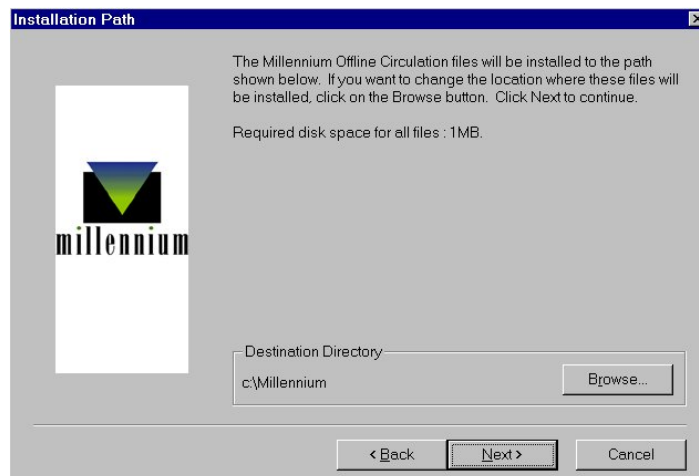 Installation Path
The Millennium Offline Circulation files will be installed to the path
shown below. If you want to change the location where these files will
be installed, click on the Browse button. Click Next to continue.
Required disk space for all files : 1MB.
millennium
Destination Directory
c:\Millennium
Browse...
< Back
Next >
Cancel